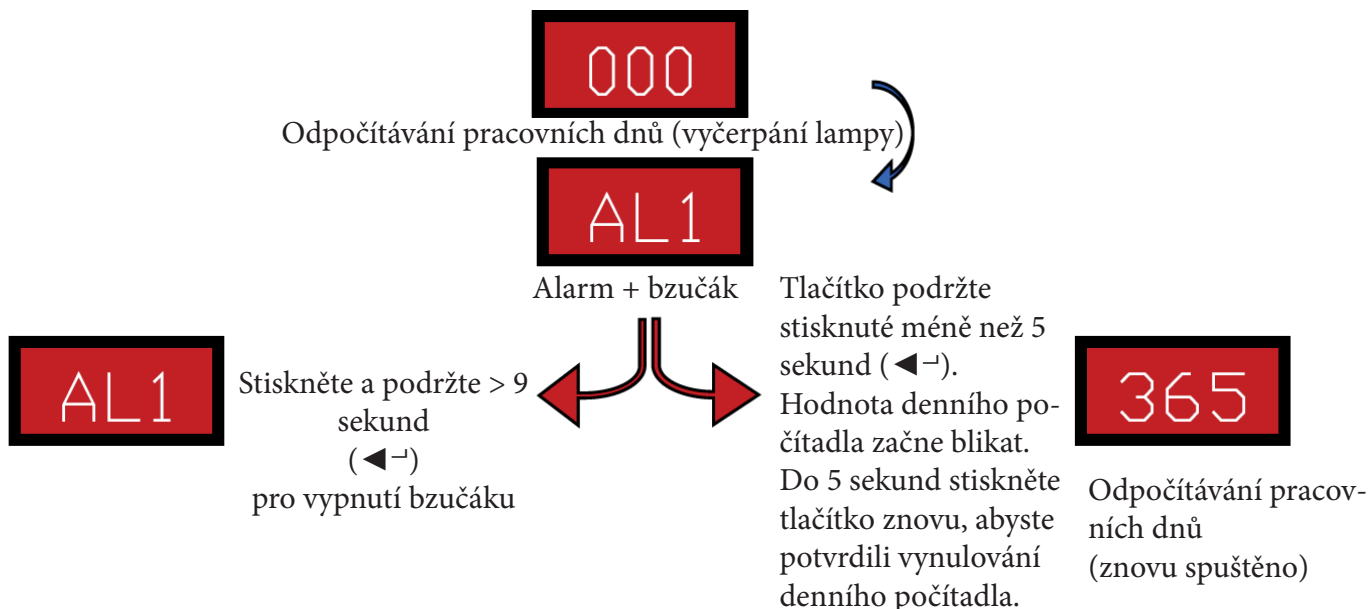 000
Odpočítávání pracovních dnů (vyčerpání lampy)
AL1
Alarm + bzučák
AL1
Stiskněte a podržte > 9
sekund
(◄⏘)
pro vypnutí bzučáku
Tlačítko podržte
stisknuté méně než 5
sekund (◄⏘).
Hodnota denního po-
čítadla začne blikat.
Do 5 sekund stiskněte
tlačítko znovu, abyste
potvrdili vynulování
denního počítadla.
365
Odpočítávání pracov-
ních dnů
(znovu spuštěno)